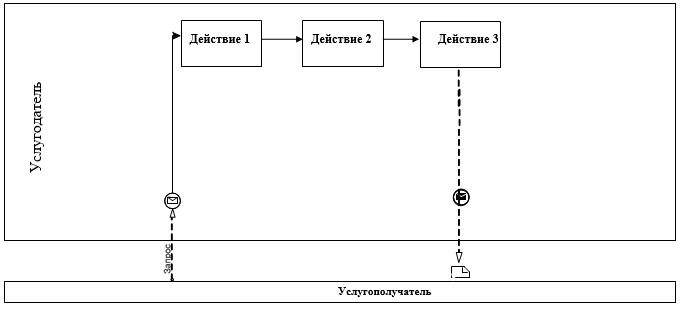 Действие 1
Действие 2
Действие 3
Услугодатель
Запрос
Услугополучатель